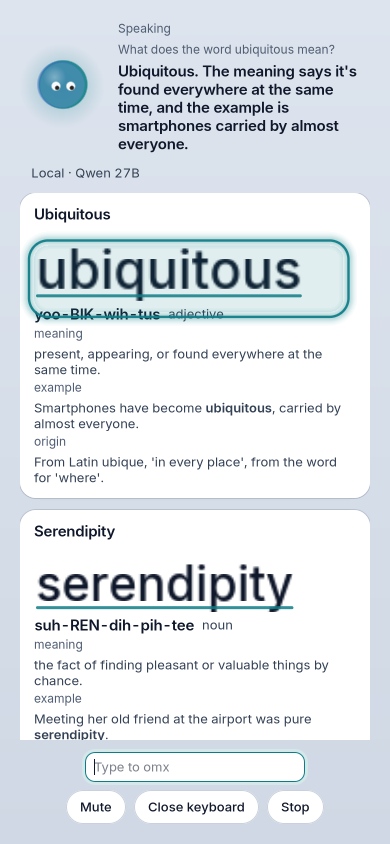 Speaking
What does the word ubiquitous mean?
Ubiquitous. The meaning says it's
found everywhere at the same
time, and the example is
smartphones carried by almost
everyone.
Local · Qwen 27B
Ubiquitous
ubiquitous
yoo-BIK-wih-tus adjective
meaning
present, appearing, or found everywhere at the
same time.
example
Smartphones have become ubiquitous, carried by
almost everyone.
origin
From Latin ubique, 'in every place', from the word
for 'where'.
Serendipity
serendipity
suh-REN-dih-pih-tee noun
meaning
the fact of finding pleasant or valuable things by
chance.
example
Meeting her old friend at the airport was pure
serendipity.
Type to omx
Mute
Close keyboard
Stop